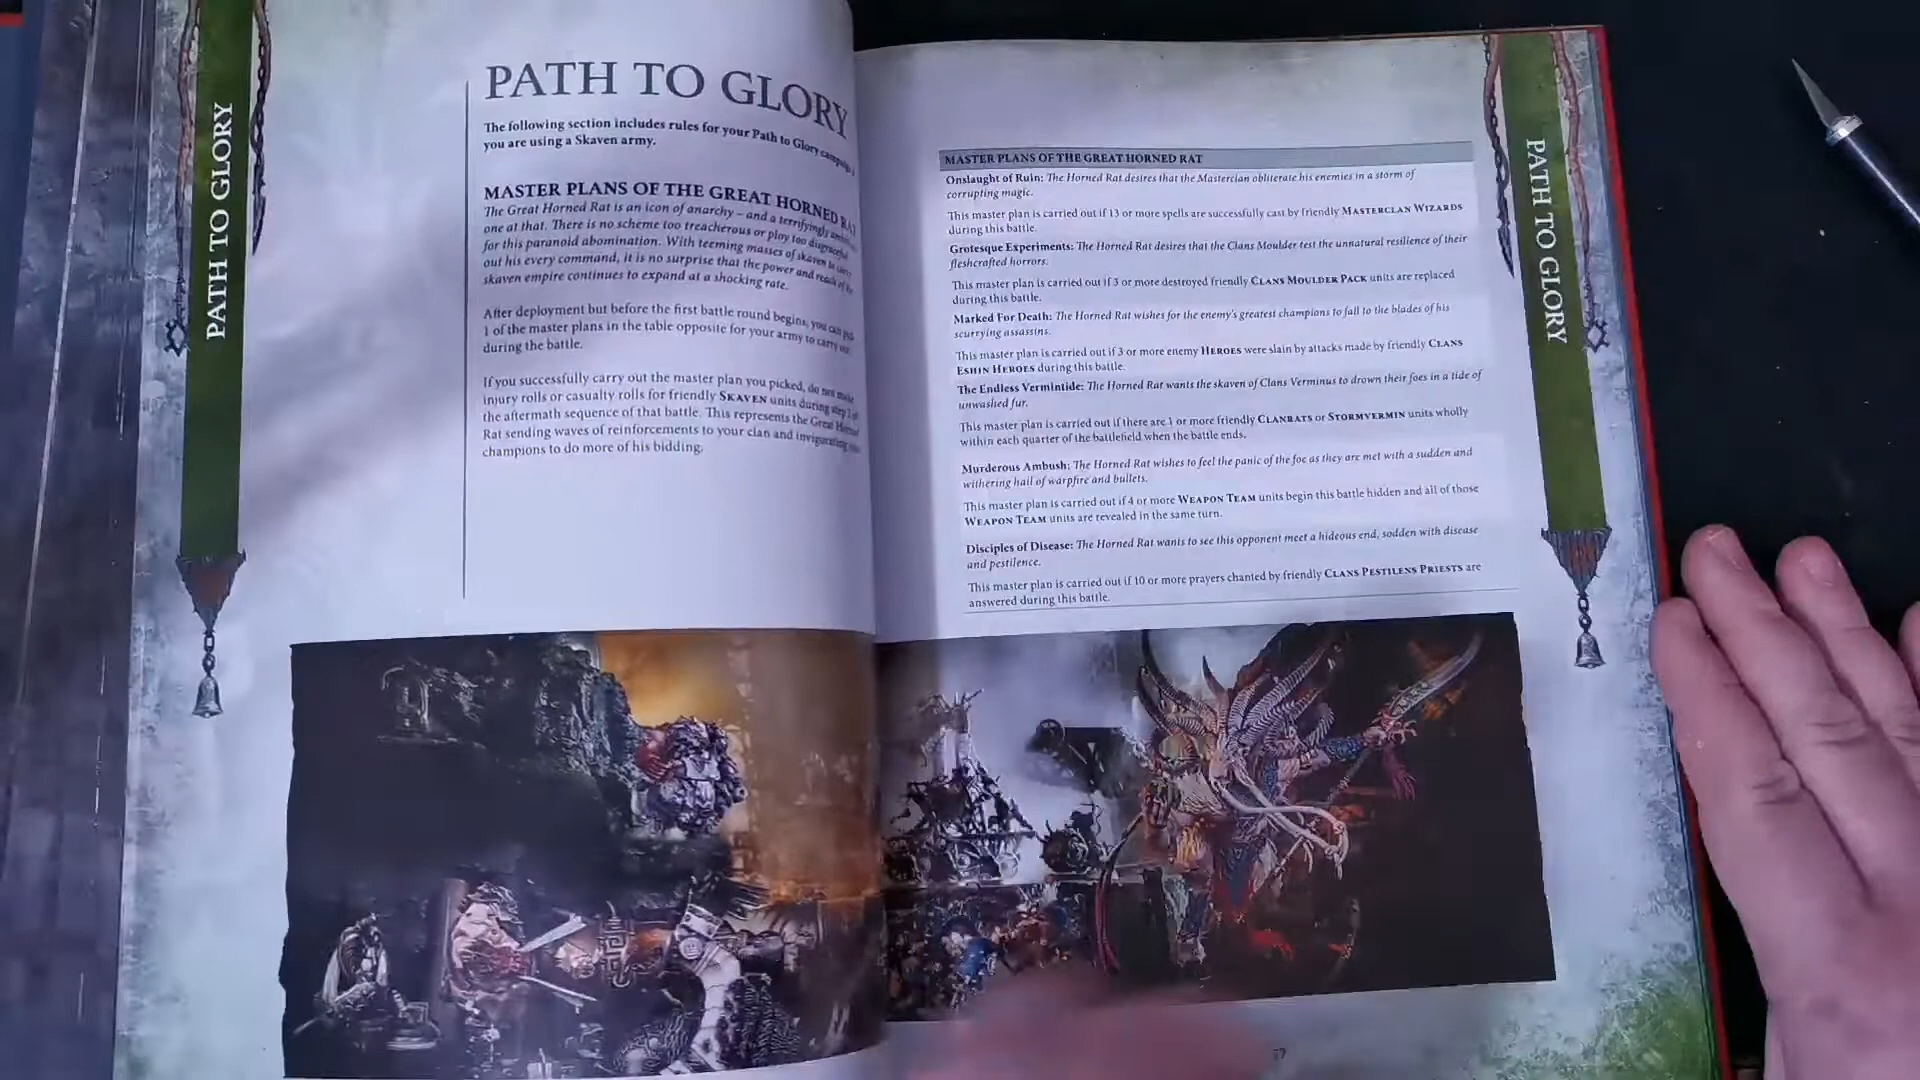 PATH TO GLORY
PATH TO GLORY
The following section includes rules for your Path to Glory campaign
you are using a Skaven army.
MASTER PLANS OF THE GREAT HORNED RAT
The Great Horned Rat is an icon of anarchy – and a terrifyingly
one at that. There is no scheme too treacherous or ploy too disgraceful
for this paranoid abomination. With teeming masses of skaven to carry
out his every command, it is no surprise that the power and reach of the
skaven empire continues to expand at a shocking rate.
After deployment but before the first battle round begins, you can pick
1 of the master plans in the table opposite for your army to carry out
during the battle.
If you successfully carry out the master plan you picked, do not make
injury rolls or casualty rolls for friendly SKAVEN units during step 1 of
the aftermath sequence of that battle. This represents the Great Horned
Rat sending waves of reinforcements to your clan and invigorating
champions to do more of his bidding.
MASTER PLANS OF THE GREAT HORNED RAT
Onslaught of Ruin: The Horned Rat desires that the Masterclan obliterate his enemies in a storm of
corrupting magic.
This master plan is carried out if 13 or more spells are successfully cast by friendly MASTERCLAN WIZARDS
during this battle.
Grotesque Experiments: The Horned Rat desires that the Clans Moulder test the unnatural resilience of their
fleshcrafted horrors.
This master plan is carried out if 3 or more destroyed friendly CLANS MOULDER PACK units are replaced
during this battle.
Marked For Death: The Horned Rat wishes for the enemy's greatest champions to fall to the blades of his
scurrying assassins.
This master plan is carried out if 3 or more enemy HEROES were slain by attacks made by friendly CLANS
ESHIN HEROES during this battle.
The Endless Vermintide: The Horned Rat wants the skaven of Clans Verminus to drown their foes in a tide of
unwashed fur.
This master plan is carried out if there are 1 or more friendly CLANRATS or STORMVERMIN units wholly
within each quarter of the battlefield when the battle ends.
Murderous Ambush: The Horned Rat wishes to feel the panic of the foe as they are met with a sudden and
withering hail of warpfire and bullets.
This master plan is carried out if 4 or more WEAPON TEAM units begin this battle hidden and all of those
WEAPON TEAM units are revealed in the same turn.
Disciples of Disease: The Horned Rat wants to see this opponent meet a hideous end, sodden with disease
and pestilence.
This master plan is carried out if 10 or more prayers chanted by friendly CLANS PESTILENS PRIESTS are
answered during this battle.
PATH TO GLORY